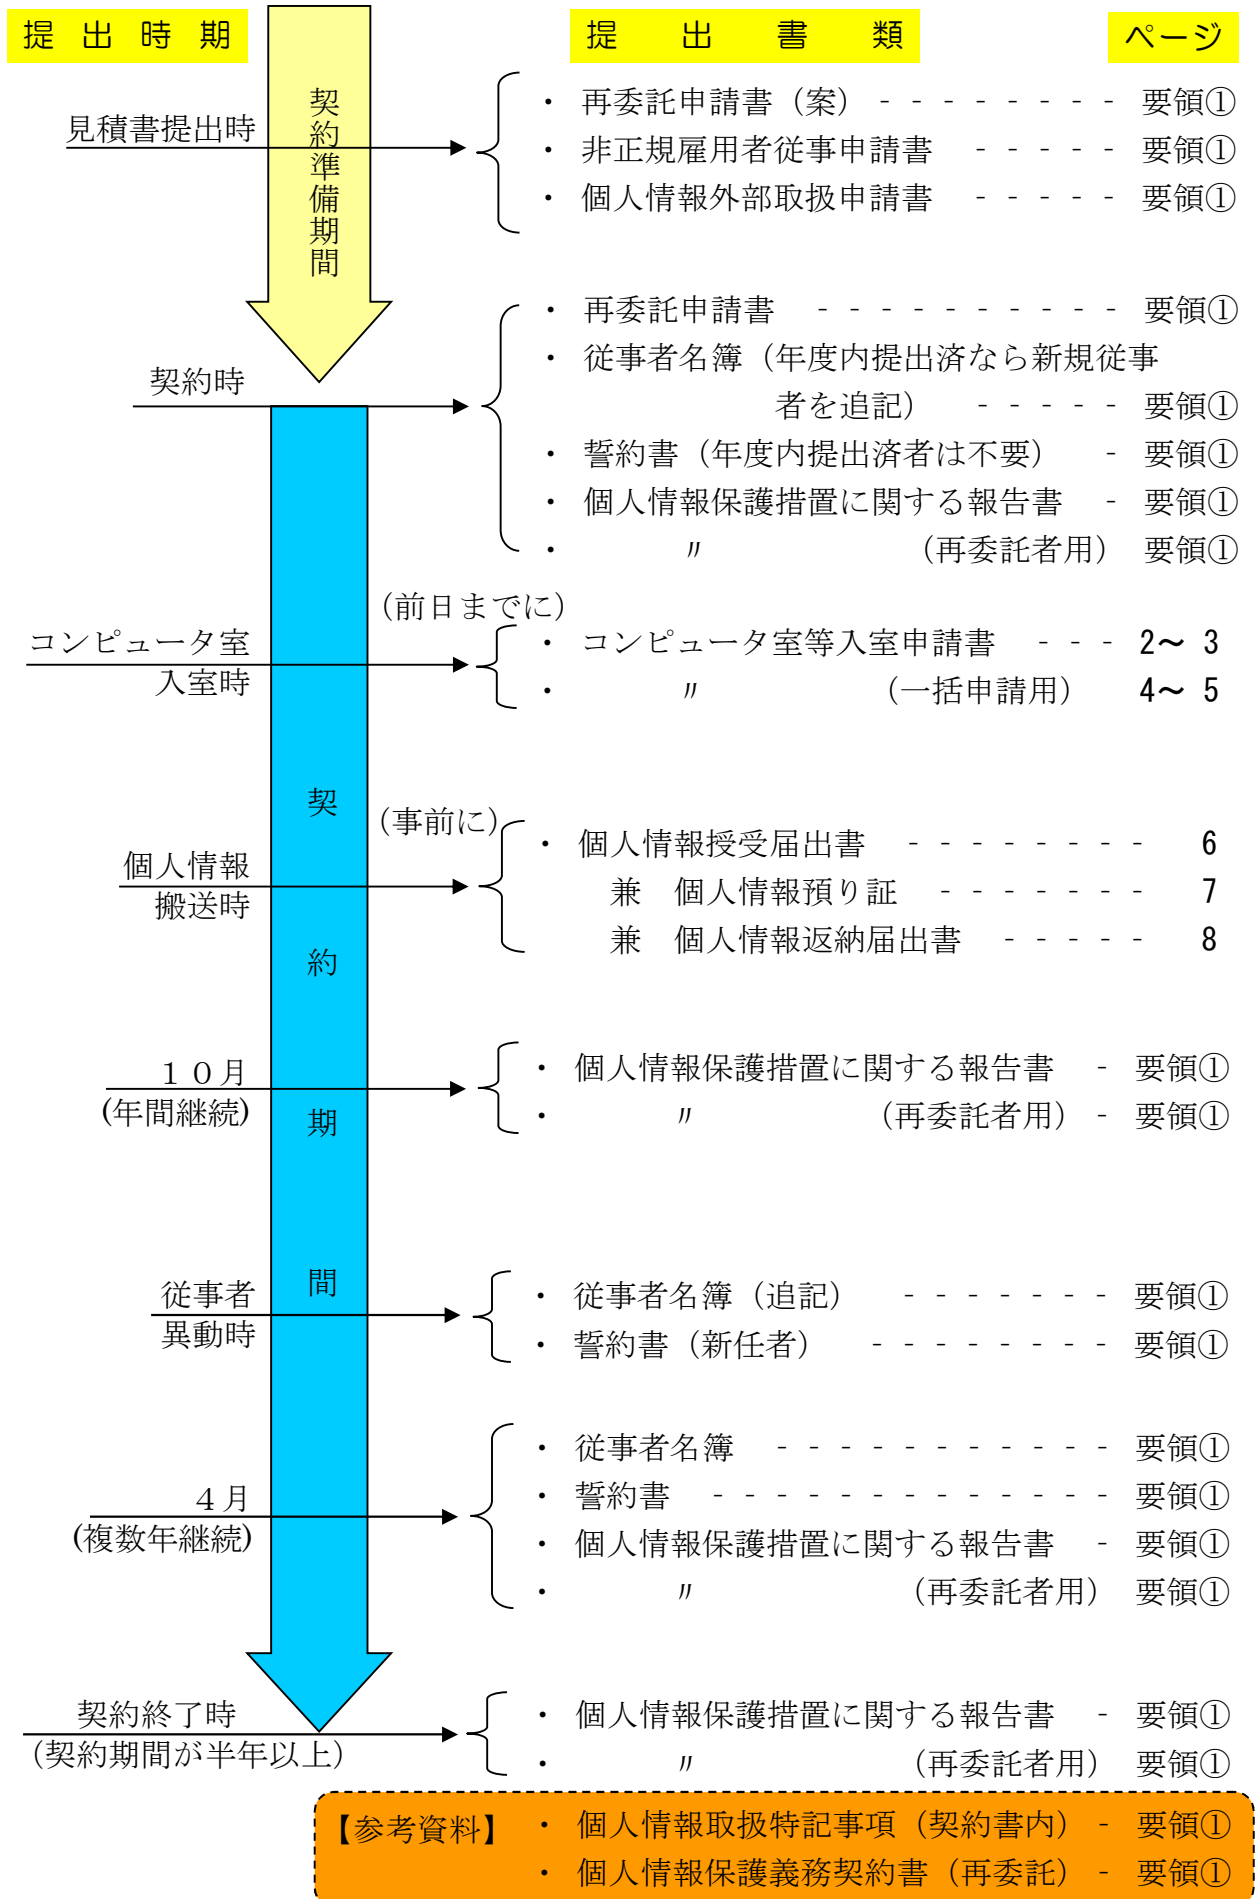 提出時期　提出書類　ページ
契約準備期間
見積書提出時
・再委託申請書（案）- - - - - - - - 要領①
・非正規雇用者従事申請書 - - - - - 要領①
・個人情報外部取扱申請書 - - - - - 要領①
契約時
・再委託申請書 - - - - - - - - - - 要領①
・従事者名簿（年度内提出済なら新規従事
者を追記） - - - - - 要領①
・誓約書（年度内提出済者は不要） - 要領①
・個人情報保護措置に関する報告書 - 要領①
・〃（再委託者用） 要領①
契約期間
（前日までに）
コンピュータ室
入室時
・コンピュータ室等入室申請書 - - - 2～ 3
・〃（一括申請用） 4～ 5
（事前に）
個人情報
搬送時
・個人情報授受届出書 - - - - - - - - 6
兼　個人情報預り証 - - - - - - - 7
兼　個人情報返納届出書 - - - - - 8
１０月
(年間継続)
・個人情報保護措置に関する報告書 - 要領①
・〃（再委託者用） - 要領①
従事者
異動時
・従事者名簿（追記） - - - - - - - 要領①
・誓約書（新任者） - - - - - - - - 要領①
４月
(複数年継続)
・従事者名簿 - - - - - - - - - - - 要領①
・誓約書 - - - - - - - - - - - - - 要領①
・個人情報保護措置に関する報告書 - 要領①
・〃（再委託者用） 要領①
契約終了時
（契約期間が半年以上）
・個人情報保護措置に関する報告書 - 要領①
・〃（再委託者用） 要領①
【参考資料】・個人情報取扱特記事項（契約書内） - 要領①
・個人情報保護義務契約書（再委託） - 要領①